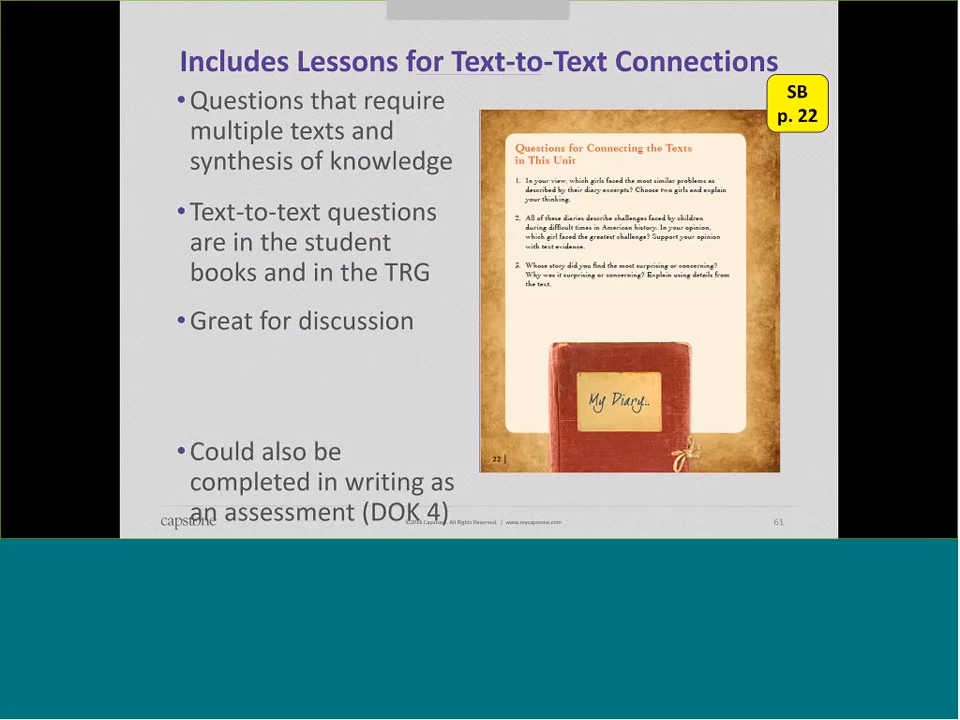 Includes Lessons for Text-to-Text Connections
SB
p. 22
•Questions that require
multiple texts and
synthesis of knowledge
•Text-to-text questions
are in the student
books and in the TRG
•Great for discussion
•Could also be
completed in writing as
an assessment (DOK 4)
Questions for Connecting the Texts
in This Unit
1. In your view, which girls faced the most similar problems as
described by their diary excerpts? Choose two girls and explain
your thinking.
2. All of these diaries describe challenges faced by children
during difficult times in American history. In your opinion,
which girl faced the greatest challenge? Support your opinion
with text evidence.
3. Whose story did you find the most surprising or concerning?
Why was it surprising or concerning? Explain using details from
the text.
My Diary..
22 |
capstone
Capstone. All Rights Reserved. | www.mycapstone.com
61